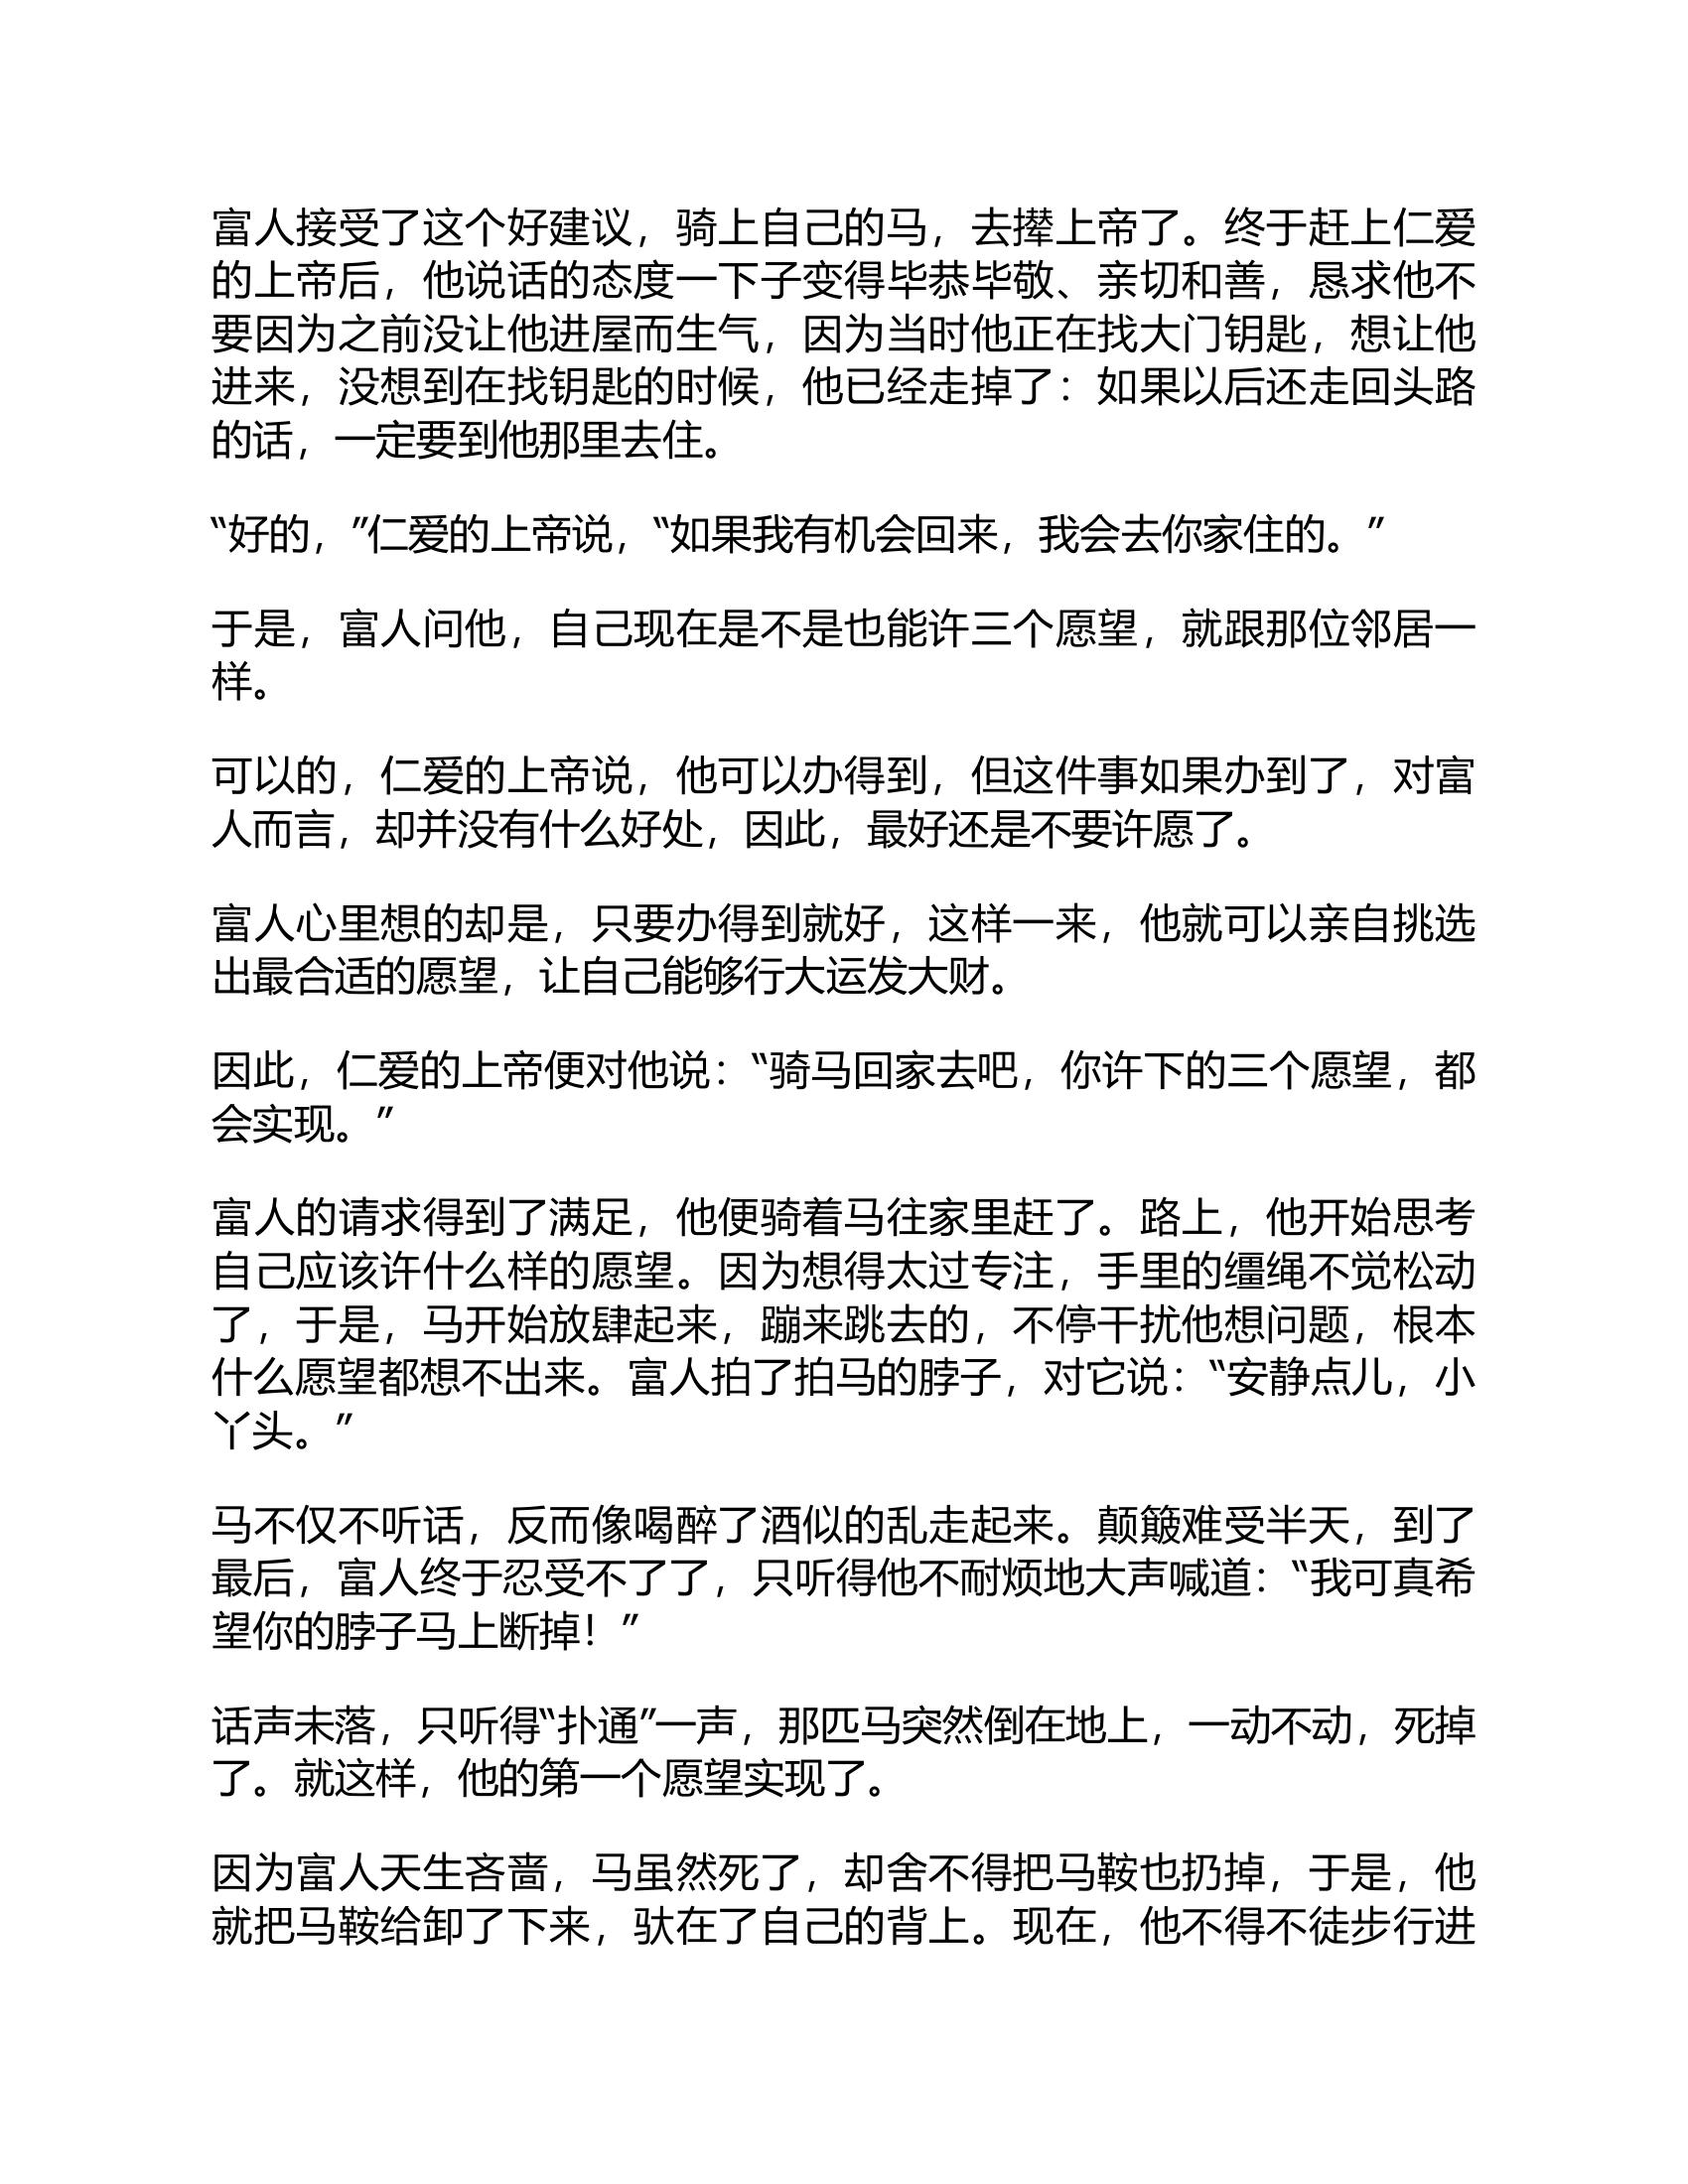 富人接受了这个好建议，骑上自己的马，去撵上帝了。终于赶上仁爱
的上帝后，他说话的态度一下子变得毕恭毕敬、亲切和善，恳求他不
要因为之前没让他进屋而生气，因为当时他正在找大门钥匙，想让他
进来，没想到在找钥匙的时候，他已经走掉了：如果以后还走回头路
的话，一定要到他那里去住。
“好的，”仁爱的上帝说，“如果我有机会回来，我会去你家住的。”
于是，富人问他，自己现在是不是也能许三个愿望，就跟那位邻居一
样。
可以的，仁爱的上帝说，他可以办得到，但这件事如果办到了，对富
人而言，却并没有什么好处，因此，最好还是不要许愿了。
富人心里想的却是，只要办得到就好，这样一来，他就可以亲自挑选
出最合适的愿望，让自己能够行大运发大财。
因此，仁爱的上帝便对他说：“骑马回家去吧，你许下的三个愿望，都
会实现。”
富人的请求得到了满足，他便骑着马往家里赶了。路上，他开始思考
自己应该许什么样的愿望。因为想得太过专注，手里的缰绳不觉松动
了，于是，马开始放肆起来，蹦来跳去的，不停干扰他想问题，根本
什么愿望都想不出来。富人拍了拍马的脖子，对它说：“安静点儿，小
丫头。”
马不仅不听话，反而像喝醉了酒似的乱走起来。颠簸难受半天，到了
最后，富人终于忍受不了了，只听得他不耐烦地大声喊道：“我可真希
望你的脖子马上断掉！”
话声未落，只听得“扑通”一声，那匹马突然倒在地上，一动不动，死掉
了。就这样，他的第一个愿望实现了。
因为富人天生吝啬，马虽然死了，却舍不得把马鞍也扔掉，于是，他
就把马鞍给卸了下来，驮在了自己的背上。现在，他不得不徒步行进